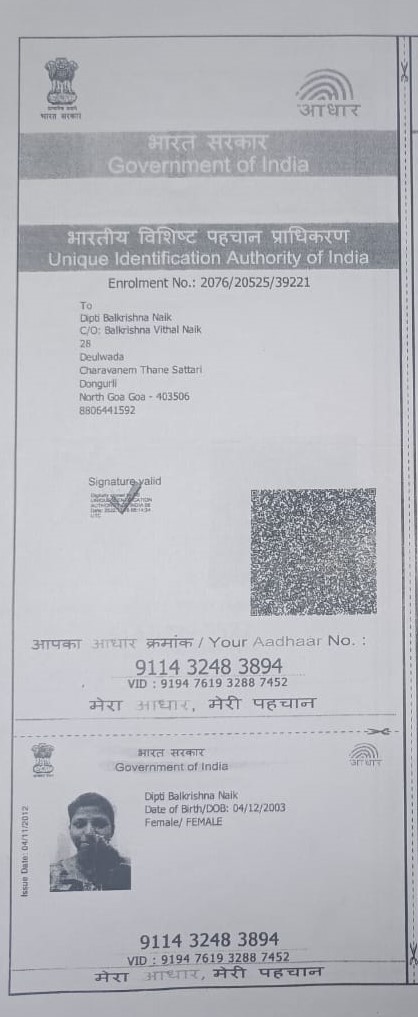 भारत सरकार
आधार
भारत सरकार
Government of India
भारतीय विशिष्ट पहचान प्राधिकरण
Unique Identification Authority of India
Enrolment No.: 2076/20525/39221
To
Dipti Balkrishna Naik
C/O: Balkrishna Vithal Naik
28
Deulwada
Charavanem Thane Sattari
Dongurli
North Goa Goa - 403506
8806441592
Signature valid
आपका आधार क्रमांक / Your Aadhaar No. :
9114 3248 3894
VID : 9194 7619 3288 7452
मेरा आधार, मेरी पहचान
भारत सरकार
Government of India
आधार
Dipti Balkrishna Naik
Date of Birth/DOB: 04/12/2003
Female/ FEMALE
Issue Date: 04/11/2012
9114 3248 3894
VID : 9194 7619 3288 7452
मेरा आधार, मेरी पहचान